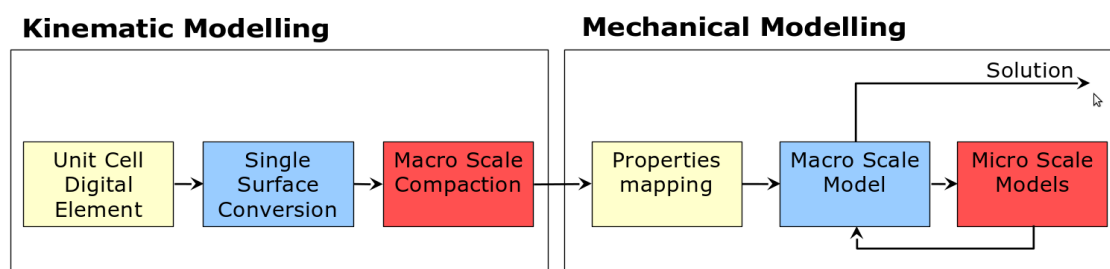 Kinematic Modelling
Mechanical Modelling
Solution
Unit Cell
Digital
Element
Single
Surface
Conversion
Macro Scale
Compaction
Properties
mapping
Macro Scale
Model
Micro Scale
Models